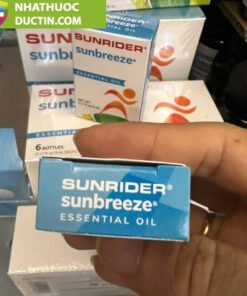 NHATHUOC
DUCTIN.COM
SUNRIDER®
sunbreeze®
ESSENTIAL OIL
SUNRIDER
sunbreeze
ESSENTIAL
6 BOTTLES
SUNRIDER®
sunbreeze®
ESSENTIAL OIL